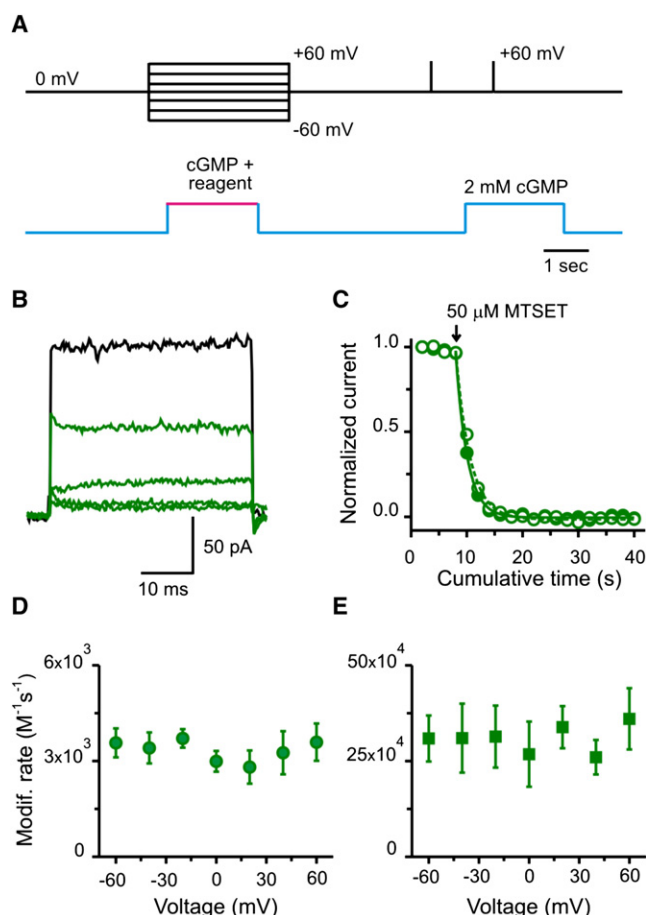 A
+60 mV
+60 mV
0 mV
-60 mV
cGMP +
reagent
2 mM cGMP
1 sec
B
50 pA
10 ms
C
50 μM MTSET
Normalized current
1.0
0.5
0.0
0 10 20 30 40
Cumulative time (s)
D
Modif. rate (M⁻¹s⁻¹)
6x10³
3x10³
0
-60 -30 0 30 60
Voltage (mV)
E
50x10⁴
25x10⁴
0
-60 -30 0 30 60
Voltage (mV)